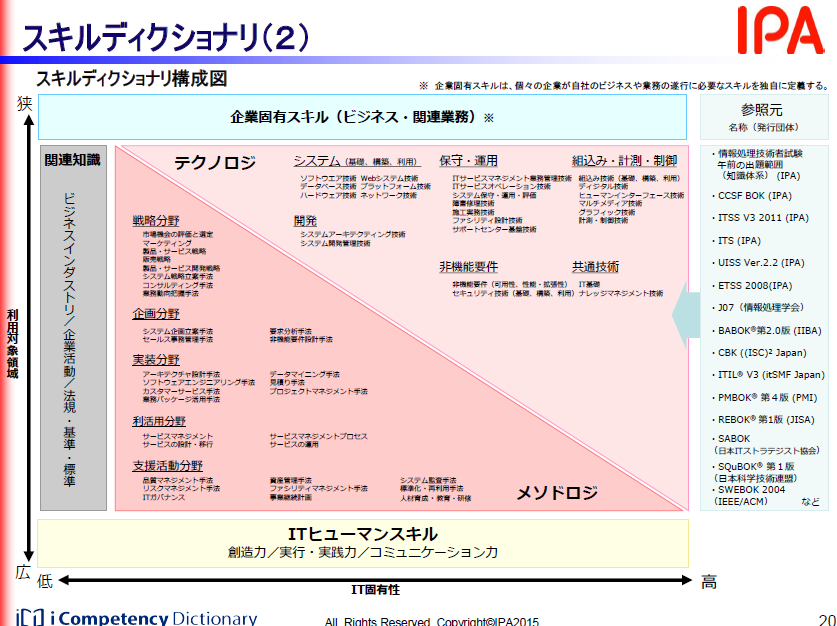 スキルディクショナリ(2)
IPA
スキルディクショナリ構成図
※ 企業固有スキルは、個々の企業が自社のビジネスや業務の遂行に必要なスキルを独自に定義する。
狭
利用対象領域
広
企業固有スキル（ビジネス・関連業務）※
関連知識
ビジネスインダストリ／企業活動／法規・基準・標準
テクノロジ
システム（基礎、構築、利用）
ソフトウェア技術 Webシステム技術
データベース技術 プラットフォーム技術
ハードウェア技術 ネットワーク技術
開発
システムアーキテクティング技術
システム開発管理技術
保守・運用
ITサービスマネジメント業務管理技術
ITサービスオペレーション技術
システム保守・運用・評価
障害修理技術
施工実務技術
ファシリティ設計技術
サポートセンター基盤技術
組込み・計測・制御
組込み技術（基礎、構築、利用）
ディジタル技術
ヒューマンインターフェース技術
マルチメディア技術
グラフィック技術
計測・制御技術
非機能要件
非機能要件（可用性、性能・拡張性）
セキュリティ技術（基礎、構築、利用）
共通技術
IT基礎
ナレッジマネジメント技術
戦略分野
市場機会の評価と選定
マーケティング
製品・サービス戦略
販売戦略
製品・サービス開発戦略
システム戦略立案手法
コンサルティング手法
業務動向把握手法
企画分野
システム企画立案手法
セールス事務管理手法
要求分析手法
非機能要件設計手法
実装分野
アーキテクチャ設計手法
ソフトウェアエンジニアリング手法
カスタマーサービス手法
業務パッケージ活用手法
データマイニング手法
見積り手法
プロジェクトマネジメント手法
利活用分野
サービスマネジメント
サービスの設計・移行
サービスマネジメントプロセス
サービスの運用
支援活動分野
品質マネジメント手法
リスクマネジメント手法
ITガバナンス
資産管理手法
ファシリティマネジメント手法
事業継続計画
システム監査手法
標準化・再利用手法
人材育成・教育・研修
メソドロジ
ITヒューマンスキル
創造力／実行・実践力／コミュニケーション力
低
IT固有性
高
参照元
名称（発行団体）
・情報処理技術者試験
午前の出題範囲
（知識体系）(IPA)
・CCSF BOK (IPA)
・ITSS V3 2011 (IPA)
・ITS (IPA)
・UISS Ver.2.2 (IPA)
・ETSS 2008(IPA)
・J07（情報処理学会）
・BABOK®第2.0版 (IIBA)
・CBK ((ISC)² Japan)
・ITIL® V3 (itSMF Japan)
・PMBOK® 第４版 (PMI)
・REBOK® 第1版 (JISA)
・SABOK
（日本ITストラテジスト協会）
・SQuBOK® 第１版
（日本科学技術連盟）
・SWEBOK 2004
（IEEE/ACM） など
iCD i Competency Dictionary
All Rights Reserved Copyright©IPA2015
20